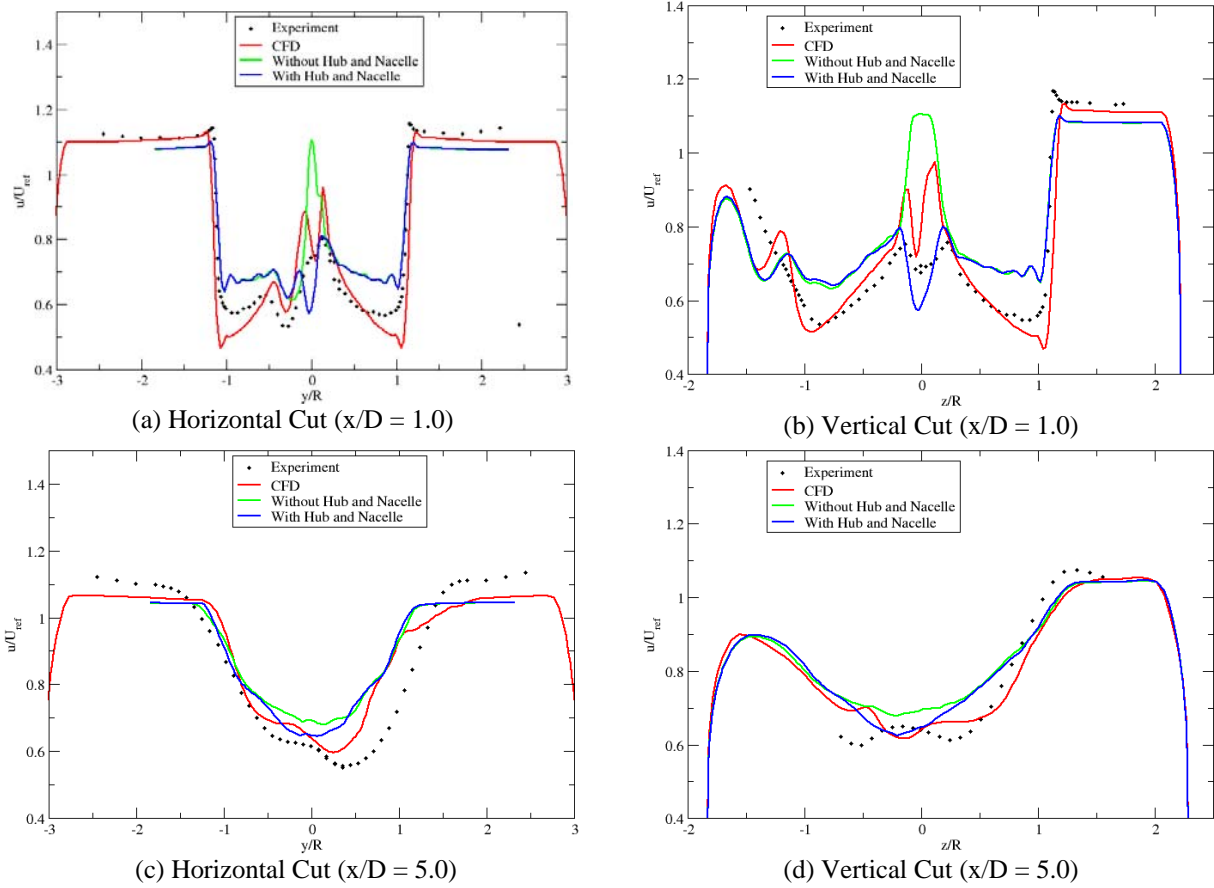 Experiment
CFD
Without Hub and Nacelle
With Hub and Nacelle
u/U_ref
1.4
1.2
1
0.8
0.6
0.4
-3
-2
-1
0
1
2
3
y/R
(a) Horizontal Cut (x/D = 1.0)
Experiment
CFD
Without Hub and Nacelle
With Hub and Nacelle
u/U_ref
1.4
1.2
1
0.8
0.6
0.4
-2
-1
0
1
2
z/R
(b) Vertical Cut (x/D = 1.0)
Experiment
CFD
Without Hub and Nacelle
With Hub and Nacelle
u/U_ref
1.4
1.2
1
0.8
0.6
0.4
-3
-2
-1
0
1
2
3
y/R
(c) Horizontal Cut (x/D = 5.0)
Experiment
CFD
Without Hub and Nacelle
With Hub and Nacelle
u/U_ref
1.4
1.2
1
0.8
0.6
0.4
-2
-1
0
1
2
z/R
(d) Vertical Cut (x/D = 5.0)